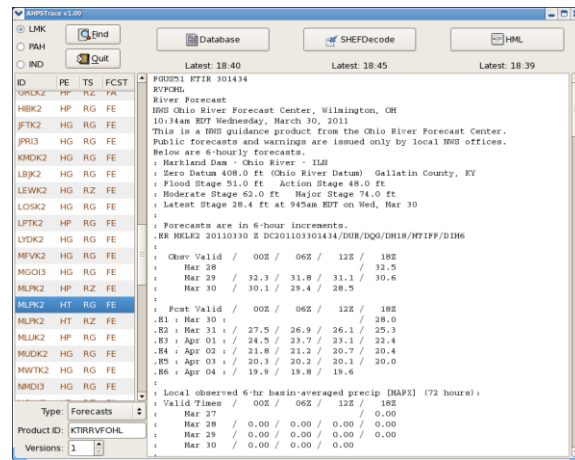 AHPSTrace v1.00
LMK
PAH
IND
Find
Quit
Database
SHEFDecode
HML
Latest: 18:40
Latest: 18:45
Latest: 18:39
ID PE TS FCST
GRLK2 HP RZ FA
HIBK2 HP RG FE
JFTK2 HG RG FE
JPRI3 HG RG FE
KMDK2 HG RG FE
LBJK2 HG RG FE
LEWK2 HG RZ FE
LOSK2 HG RG FE
LPTK2 HP RG FE
LYDK2 HG RG FE
MFVK2 HG RG FE
MGOI3 HG RG FE
MLPK2 HP RZ FE
MLPK2 HT RG FE
MLPK2 HT RZ FE
MLUK2 HP RG FE
MUDK2 HG RG FE
MWTK2 HG RG FE
NMDI3 HG RG FE
Type: Forecasts
Product ID: KTIRRVFOHL
Versions: 1
FGUS51 KTIR 301434
RVFOHL
River Forecast
NWS Ohio River Forecast Center, Wilmington, OH
10:34am EDT Wednesday, March 30, 2011
This is a NWS guidance product from the Ohio River Forecast Center.
Public forecasts and warnings are issued only by local NWS offices.
Below are 6-hourly forecasts.
: Markland Dam - Ohio River - ILN
: Zero Datum 408.0 ft (Ohio River Datum) Gallatin County, KY
: Flood Stage 51.0 ft Action Stage 48.0 ft
: Moderate Stage 62.0 ft Major Stage 74.0 ft
: Latest Stage 28.4 ft at 945am EDT on Wed, Mar 30
:
: Forecasts are in 6-hour increments.
.ER MKLK2 20110330 Z DC201103301434/DUE/DQG/DH18/HTIFF/DIH6
:
: Obsv Valid / 00Z / 06Z / 12Z / 18Z
: Mar 28 / 32.5
: Mar 29 / 32.3 / 31.8 / 31.1 / 30.6
: Mar 30 / 30.1 / 29.4 / 28.5
:
: Fcst Valid / 00Z / 06Z / 12Z / 18Z
.E1 : Mar 30 : / 28.0
.E2 : Mar 31 : / 27.5 / 26.9 / 26.1 / 25.3
.E3 : Apr 01 : / 24.5 / 23.7 / 23.1 / 22.4
.E4 : Apr 02 : / 21.8 / 21.2 / 20.7 / 20.4
.E5 : Apr 03 : / 20.3 / 20.2 / 20.1 / 20.0
.E6 : Apr 04 : / 19.9 / 19.8 / 19.6
:
: Local observed 6-hr basin-averaged precip [MAPX] (72 hours):
: Valid Times / 00Z / 06Z / 12Z / 18Z
: Mar 27 / 0.00
: Mar 28 / 0.00 / 0.00 / 0.00 / 0.00
: Mar 29 / 0.00 / 0.00 / 0.00 / 0.00
: Mar 30 / 0.00 / 0.00 / 0.00